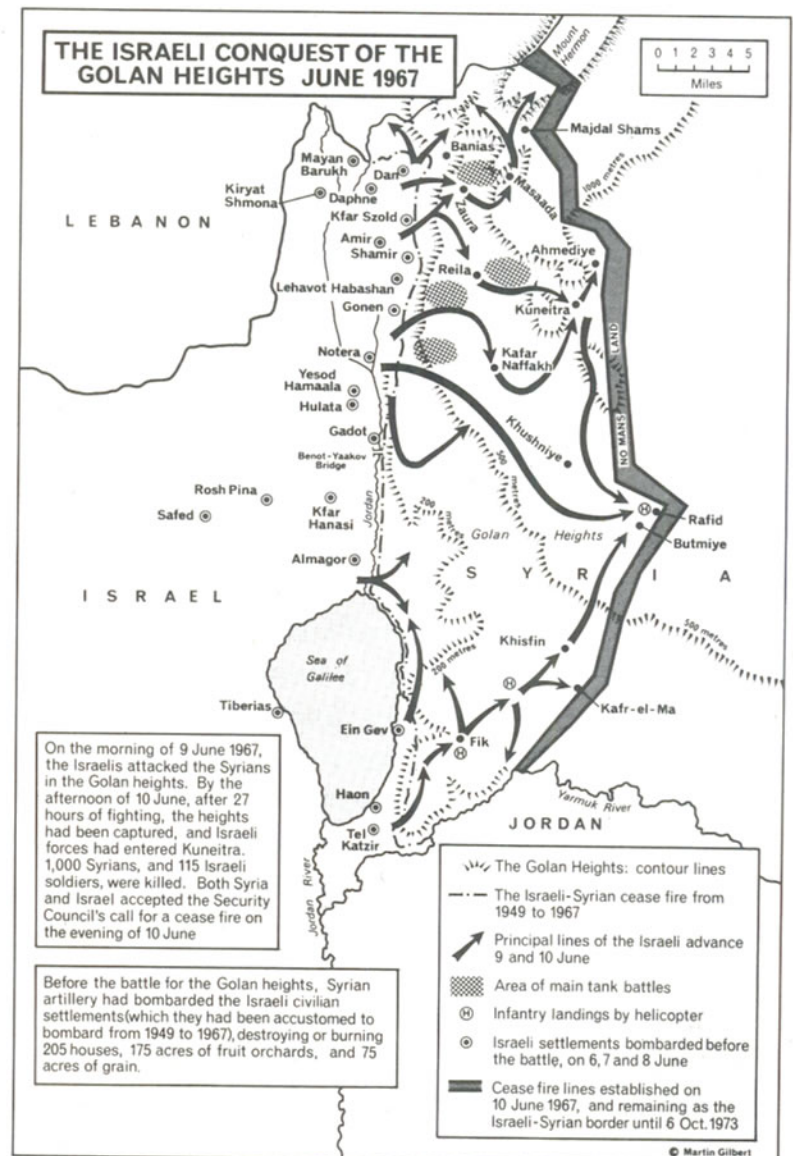 THE ISRAELI CONQUEST OF THE
GOLAN HEIGHTS JUNE 1967
0 1 2 3 4 5
Miles
Mount
Hermon
Majdal Shams
1000 metres
Banias
Mayan
Barukh
Dan
Kiryat
Shmona
Daphne
Masaada
Zaura
LEBANON
Kfar Szold
Amir
Shamir
Ahmediye
Reila
Lehavot Habashan
Gonen
Kuneitra
Notera
Kafar
Naffakh
NO MANS LAND
Yesod
Hamaala
Hulata
Gadot
Khushniye
Benot-Yaakov
Bridge
500 metres
Rosh Pina
Safed
Kfar
Hanasi
Jordan
200 metres
Rafid
Butmiye
Golan Heights
Almagor
SYRIA
ISRAEL
500 metres
Khisfin
Sea of
Galilee
200 metres
Tiberias
Kafr-el-Ma
Ein Gev
Fik
Haon
Tel
Katzir
Yarmuk River
JORDAN
Jordan River
On the morning of 9 June 1967,
the Israelis attacked the Syrians
in the Golan heights. By the
afternoon of 10 June, after 27
hours of fighting, the heights
had been captured, and Israeli
forces had entered Kuneitra.
1,000 Syrians, and 115 Israeli
soldiers, were killed. Both Syria
and Israel accepted the Security
Council's call for a cease fire on
the evening of 10 June
Before the battle for the Golan heights, Syrian
artillery had bombarded the Israeli civilian
settlements (which they had been accustomed to
bombard from 1949 to 1967), destroying or burning
205 houses, 175 acres of fruit orchards, and 75
acres of grain.
The Golan Heights: contour lines
The Israeli-Syrian cease fire from
1949 to 1967
Principal lines of the Israeli advance
9 and 10 June
Area of main tank battles
H Infantry landings by helicopter
Israeli settlements bombarded before
the battle, on 6,7 and 8 June
Cease fire lines established on
10 June 1967, and remaining as the
Israeli-Syrian border until 6 Oct. 1973
© Martin Gilbert